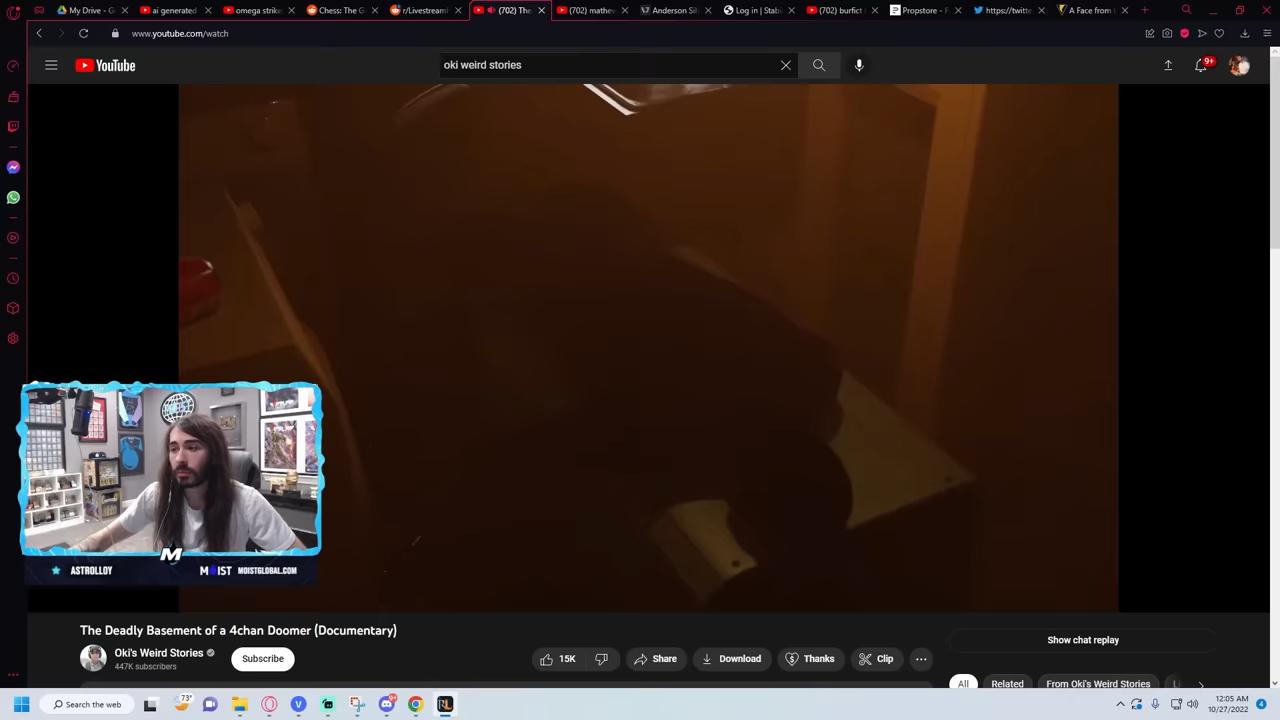 My Drive - G
ai generated
omega strike
Chess: The G
r/Livestream
(702) The
(702) mathew
Anderson Sil
Log in | Stab
(702) burfict
Propstore - P
https://twitte
A Face from
www.youtube.com/watch
YouTube
oki weird stories
9+
ASTROLLOY
M
MOIST
MOISTGLOBAL.COM
The Deadly Basement of a 4chan Doomer (Documentary)
Show chat replay
Oki's Weird Stories
447K subscribers
Subscribe
15K
Share
Download
Thanks
Clip
All
Related
From Oki's Weird Stories
Search the web
73°
12:05 AM
10/27/2022
4